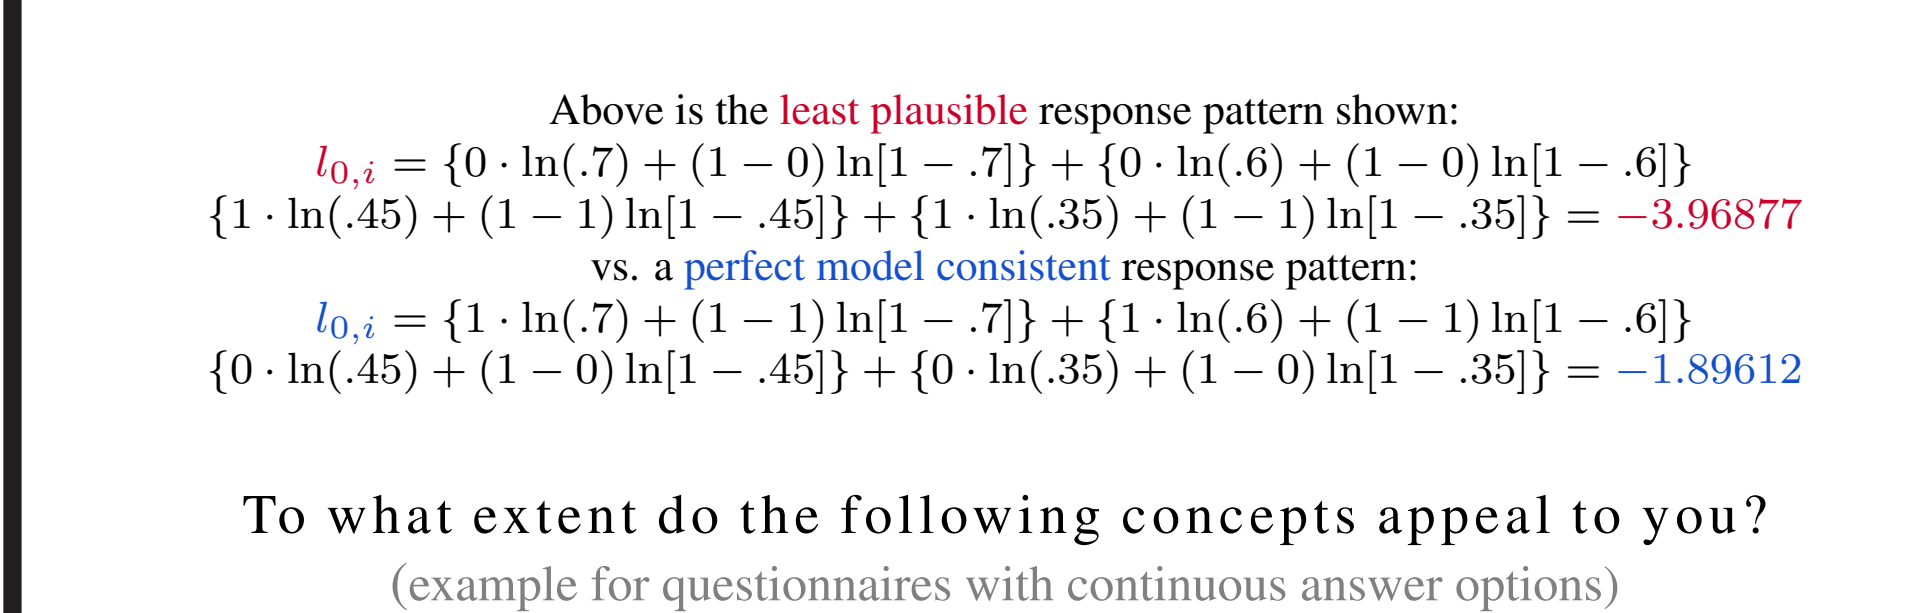 Above is the least plausible response pattern shown:
l₀,ᵢ = {0 · ln(.7) + (1 − 0) ln[1 − .7]} + {0 · ln(.6) + (1 − 0) ln[1 − .6]}
{1 · ln(.45) + (1 − 1) ln[1 − .45]} + {1 · ln(.35) + (1 − 1) ln[1 − .35]} = −3.96877
vs. a perfect model consistent response pattern:
l₀,ᵢ = {1 · ln(.7) + (1 − 1) ln[1 − .7]} + {1 · ln(.6) + (1 − 1) ln[1 − .6]}
{0 · ln(.45) + (1 − 0) ln[1 − .45]} + {0 · ln(.35) + (1 − 0) ln[1 − .35]} = −1.89612
To what extent do the following concepts appeal to you?
(example for questionnaires with continuous answer options)